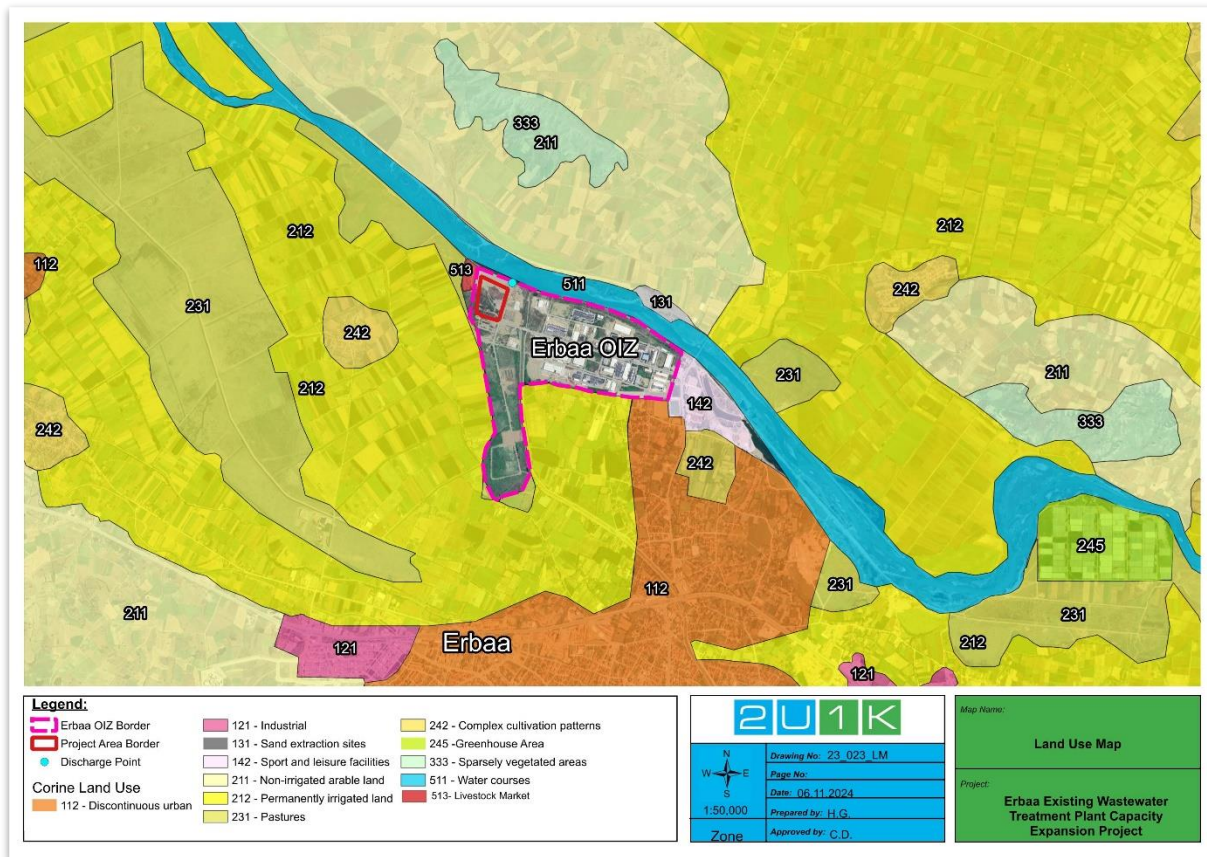 333
211
212
212
112
513
511
242
231
131
242
Erbaa OIZ
231
211
212
142
333
242
242
245
112
231
231
211
212
121
Erbaa
121
Legend:
Erbaa OIZ Border
Project Area Border
Discharge Point
Corine Land Use
112 - Discontinuous urban
121 - Industrial
131 - Sand extraction sites
142 - Sport and leisure facilities
211 - Non-irrigated arable land
212 - Permanently irrigated land
231 - Pastures
242 - Complex cultivation patterns
245 -Greenhouse Area
333 - Sparsely vegetated areas
511 - Water courses
513- Livestock Market
2U1K
N
W E
S
1:50,000
Zone
Drawing No: 23_023_LM
Page No:
Date: 06.11.2024
Prepared by: H.G.
Approved by: C.D.
Map Name:
Land Use Map
Project:
Erbaa Existing Wastewater
Treatment Plant Capacity
Expansion Project